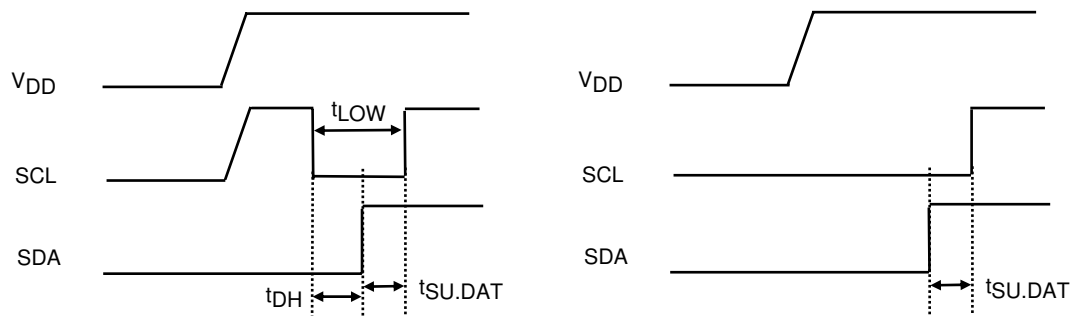 VDD
SCL
tLOW
SDA
tDH
tSU.DAT
VDD
SCL
SDA
tSU.DAT